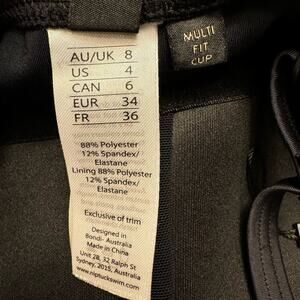 AU/UK 8
US 4
CAN 6
EUR 34
FR 36
88% Polyester
12% Spandex/
Elastane
Lining 88% Polyester
12% Spandex/
Elastane
Exclusive of trim
Designed in
Bondi- Australia
Made in China
Unit 2B, 32 Ralph St
Sydney, 2015, Australia
www.niptuckswim.com
MULTI
FIT
CUP